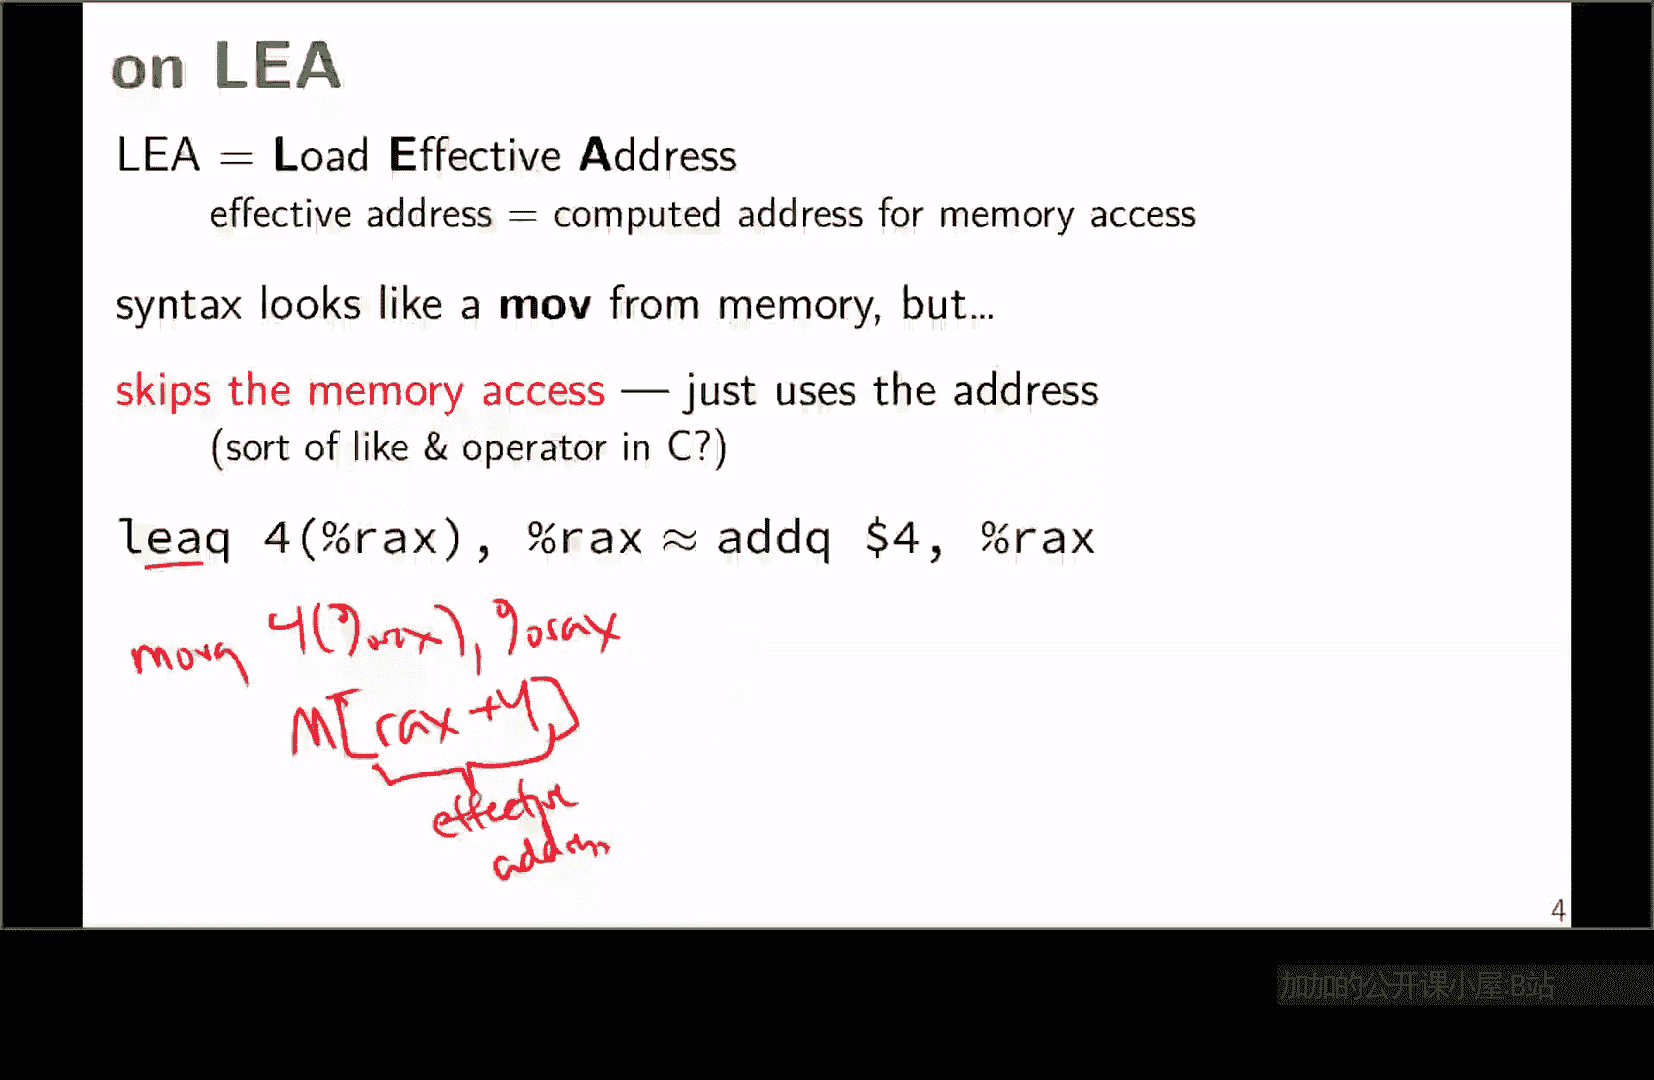 on LEA
LEA = Load Effective Address
effective address = computed address for memory access
syntax looks like a mov from memory, but…
skips the memory access — just uses the address
(sort of like & operator in C?)
leaq 4(%rax), %rax ≈ addq $4, %rax
movq 4(%rax), %rax
M[rax+4]
effective
address
4
加加的公开课小屋:B站